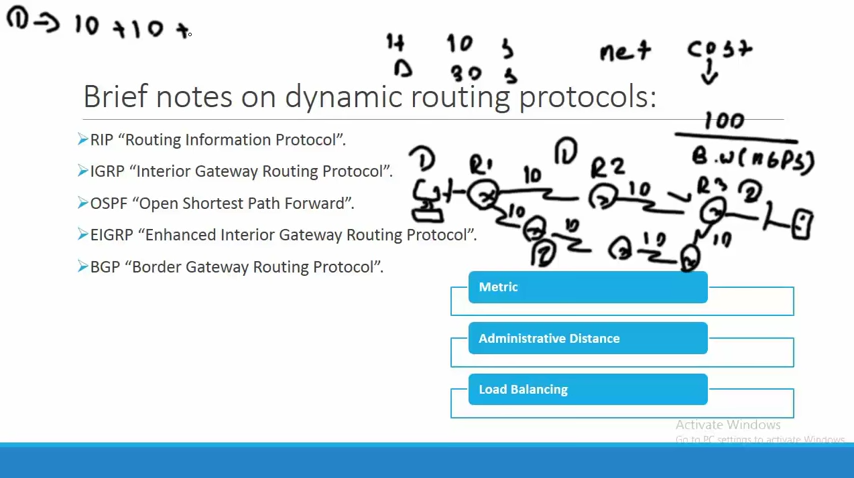 ① → 10 + 10 +
H 10 s
D 30 s
net cost
Brief notes on dynamic routing protocols:
100
B.W(MBPS)
RIP “Routing Information Protocol”.
IGRP “Interior Gateway Routing Protocol”.
OSPF “Open Shortest Path Forward”.
EIGRP “Enhanced Interior Gateway Routing Protocol”.
BGP “Border Gateway Routing Protocol”.
① R1 10 ① R2 10 R3 ②
10 ② 10 10 10
Metric
Administrative Distance
Load Balancing
Activate Windows
Go to PC settings to activate Windows.